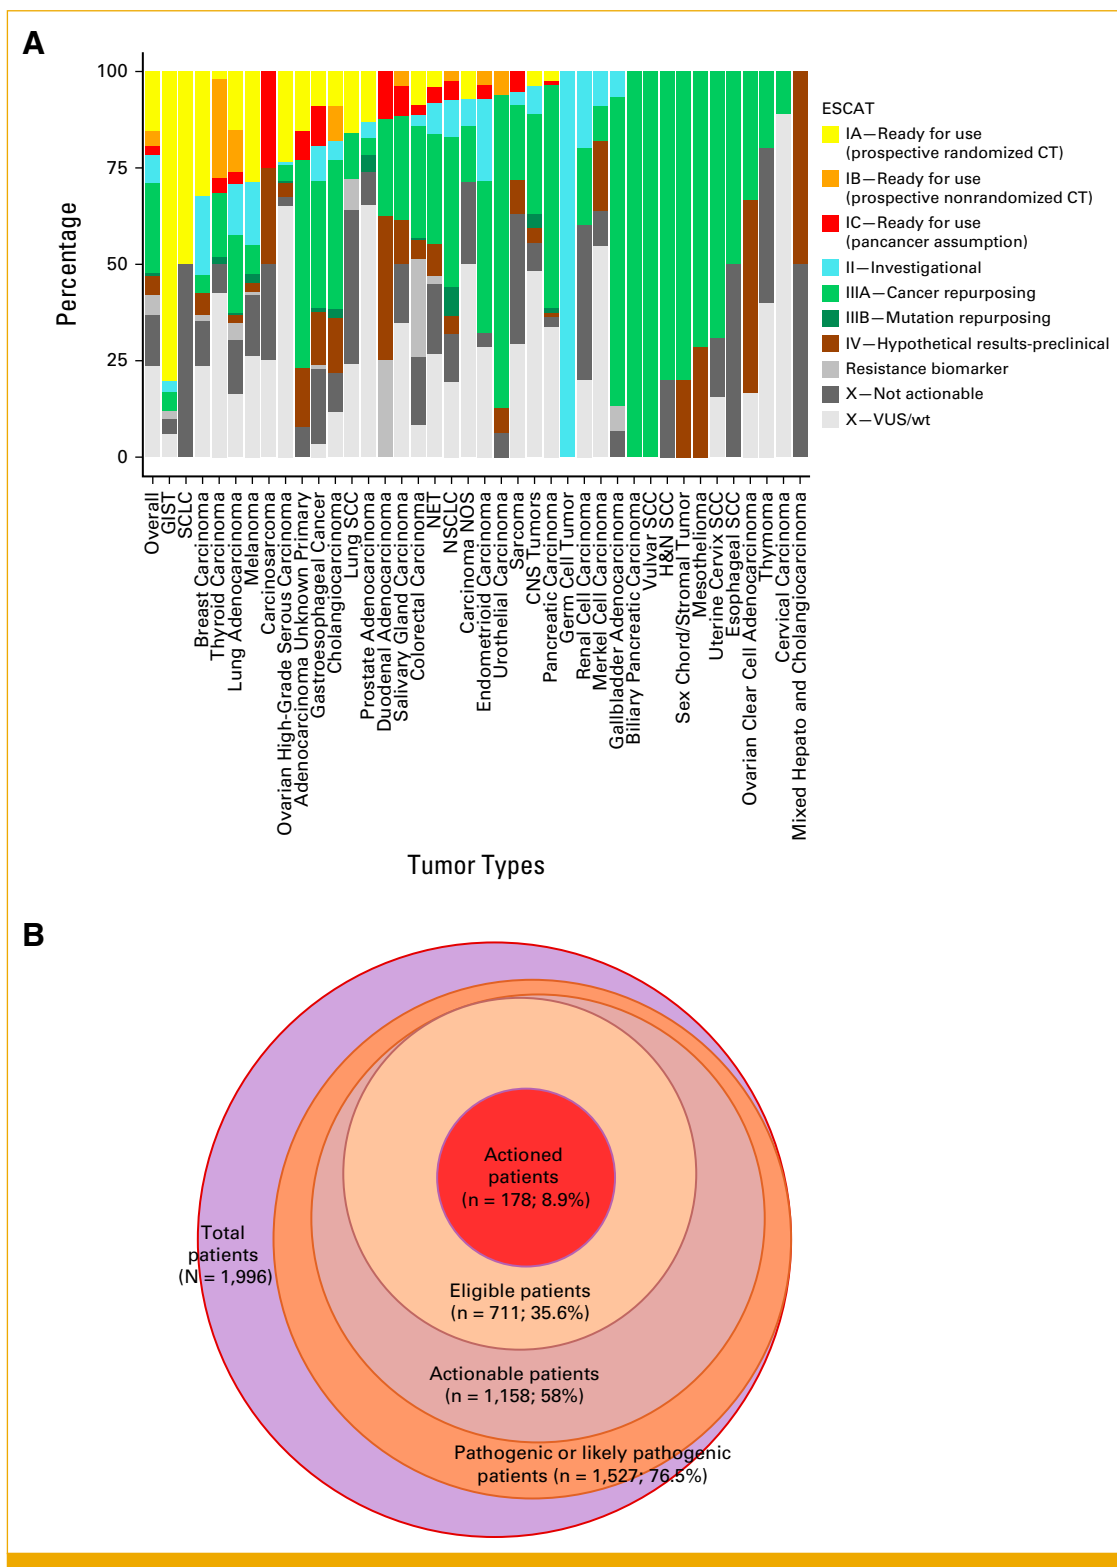 A
100
75
50
25
0
Percentage
ESCAT
IA—Ready for use
(prospective randomized CT)
IB—Ready for use
(prospective nonrandomized CT)
IC—Ready for use
(pancancer assumption)
II—Investigational
IIIA—Cancer repurposing
IIIB—Mutation repurposing
IV—Hypothetical results-preclinical
Resistance biomarker
X—Not actionable
X—VUS/wt
Overall
GIST
SCLC
Breast Carcinoma
Thyroid Carcinoma
Lung Adenocarcinoma
Melanoma
Carcinosarcoma
Ovarian High-Grade Serous Carcinoma
Adenocarcinoma Unknown Primary
Gastroesophageal Cancer
Cholangiocarcinoma
Lung SCC
Prostate Adenocarcinoma
Duodenal Adenocarcinoma
Salivary Gland Carcinoma
Colorectal Carcinoma
NET
NSCLC
Carcinoma NOS
Endometrioid Carcinoma
Urothelial Carcinoma
Sarcoma
CNS Tumors
Pancreatic Carcinoma
Germ Cell Tumor
Renal Cell Carcinoma
Merkel Cell Carcinoma
Gallbladder Adenocarcinoma
Biliary Pancreatic Carcinoma
Vulvar SCC
H&N SCC
Sex Chord/Stromal Tumor
Mesothelioma
Uterine Cervix SCC
Esophageal SCC
Ovarian Clear Cell Adenocarcinoma
Thymoma
Cervical Carcinoma
Mixed Hepato and Cholangiocarcinoma
Tumor Types
B
Actioned
patients
(n = 178; 8.9%)
Total
patients
(N = 1,996)
Eligible patients
(n = 711; 35.6%)
Actionable patients
(n = 1,158; 58%)
Pathogenic or likely pathogenic
patients (n = 1,527; 76.5%)